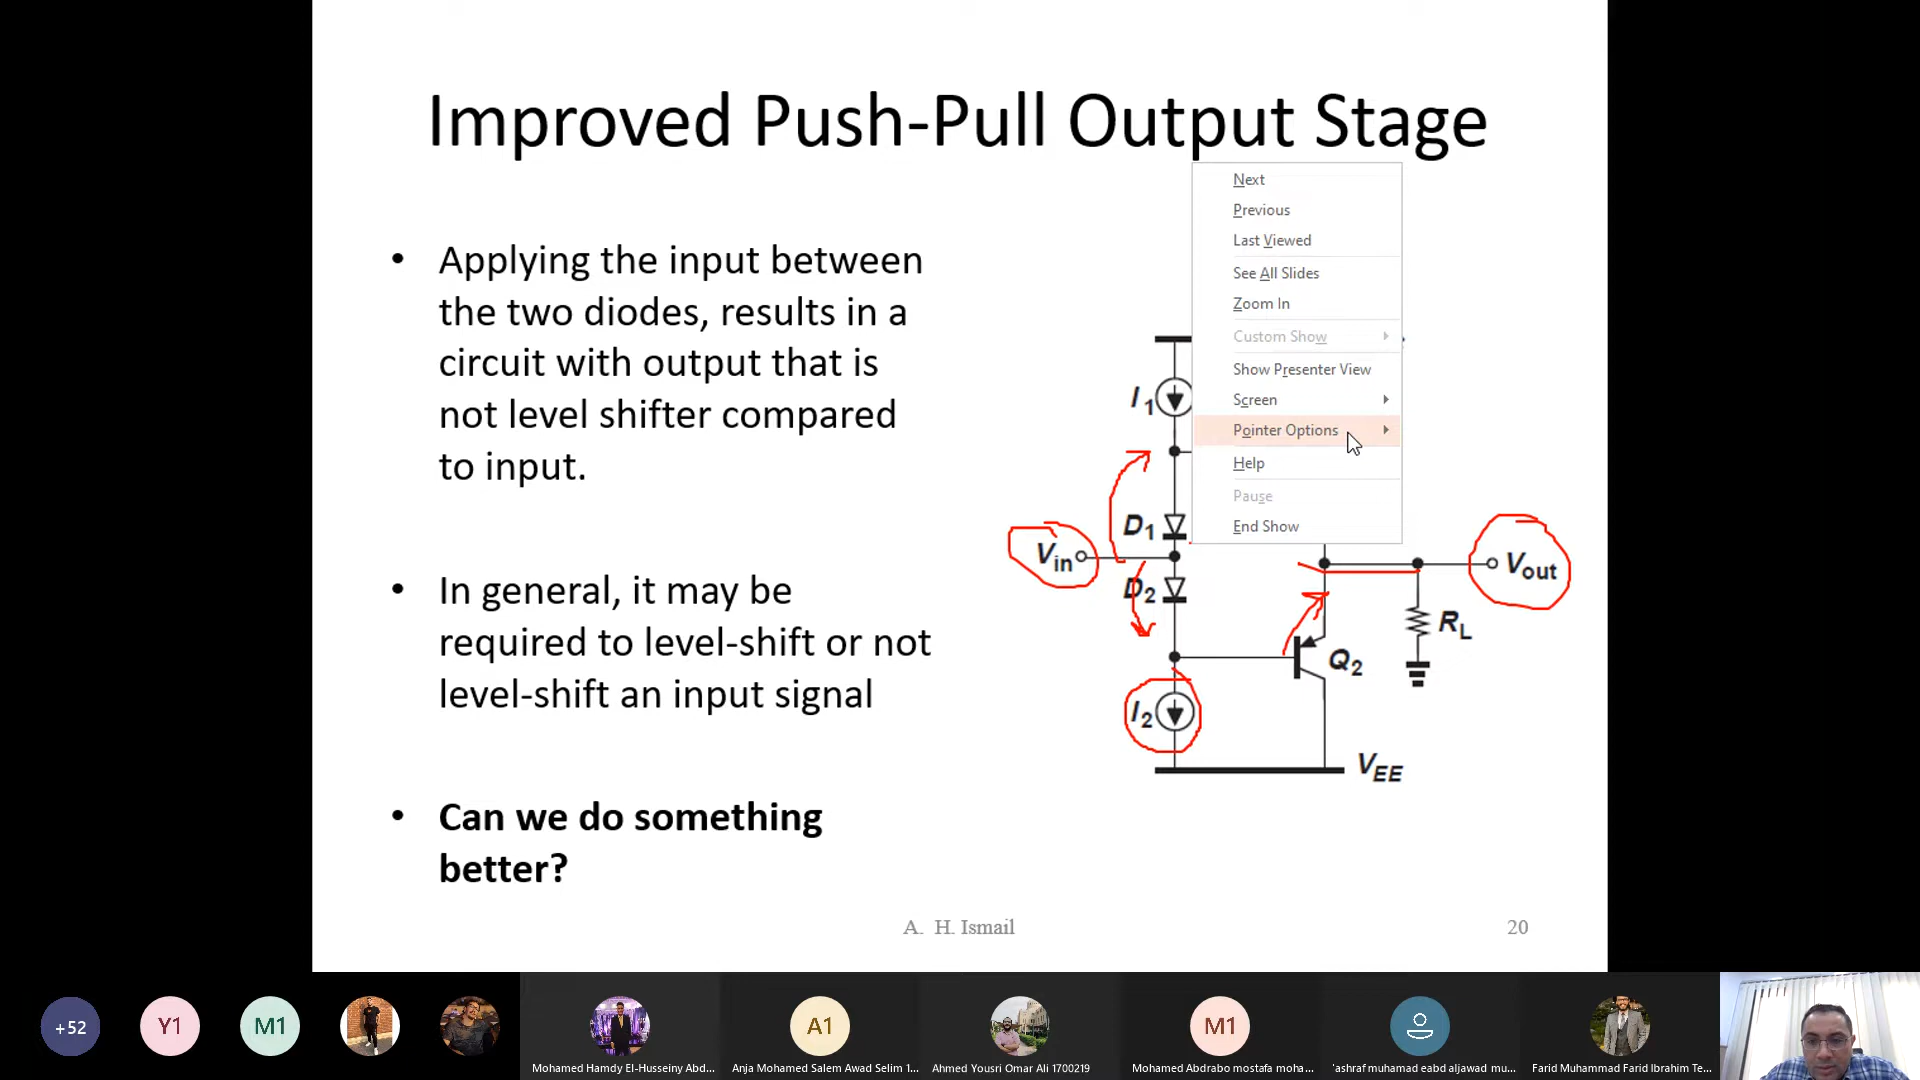 Improved Push-Pull Output Stage
• Applying the input between
the two diodes, results in a
circuit with output that is
not level shifter compared
to input.
• In general, it may be
required to level-shift or not
level-shift an input signal
• Can we do something
better?
Next
Previous
Last Viewed
See All Slides
Zoom In
Custom Show
Show Presenter View
Screen
Pointer Options
Help
Pause
End Show
I1
D1
Vin
D2
Vout
RL
Q2
I2
VEE
A. H. Ismail
20
+52
Y1
M1
A1
M1
Mohamed Hamdy El-Husseiny Abd...
Anja Mohamed Salem Awad Selim 1...
Ahmed Yousri Omar Ali 1700219
Mohamed Abdrabo mostafa moha...
'ashraf muhamad eabd aljawad mu...
Farid Muhammad Farid Ibrahim Te...